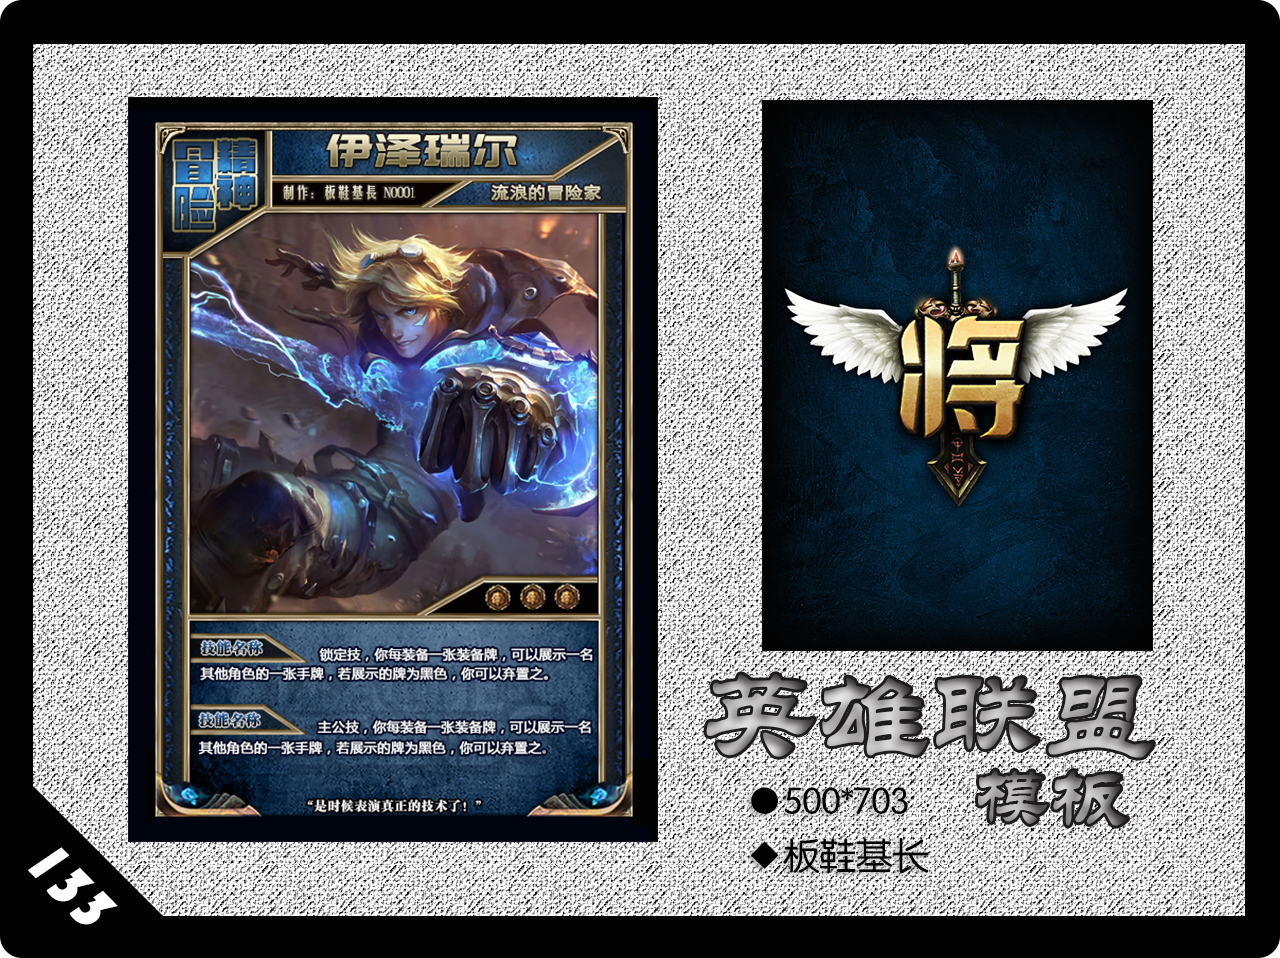 冒险
精神
伊泽瑞尔
制作：板鞋基長 NO001
流浪的冒险家
技能名称
锁定技，你每装备一张装备牌，可以展示一名
其他角色的一张手牌，若展示的牌为黑色，你可以弃置之。
技能名称
主公技，你每装备一张装备牌，可以展示一名
其他角色的一张手牌，若展示的牌为黑色，你可以弃置之。
“是时候表演真正的技术了！”
将
英雄联盟
模板
●500*703
◆板鞋基长
133